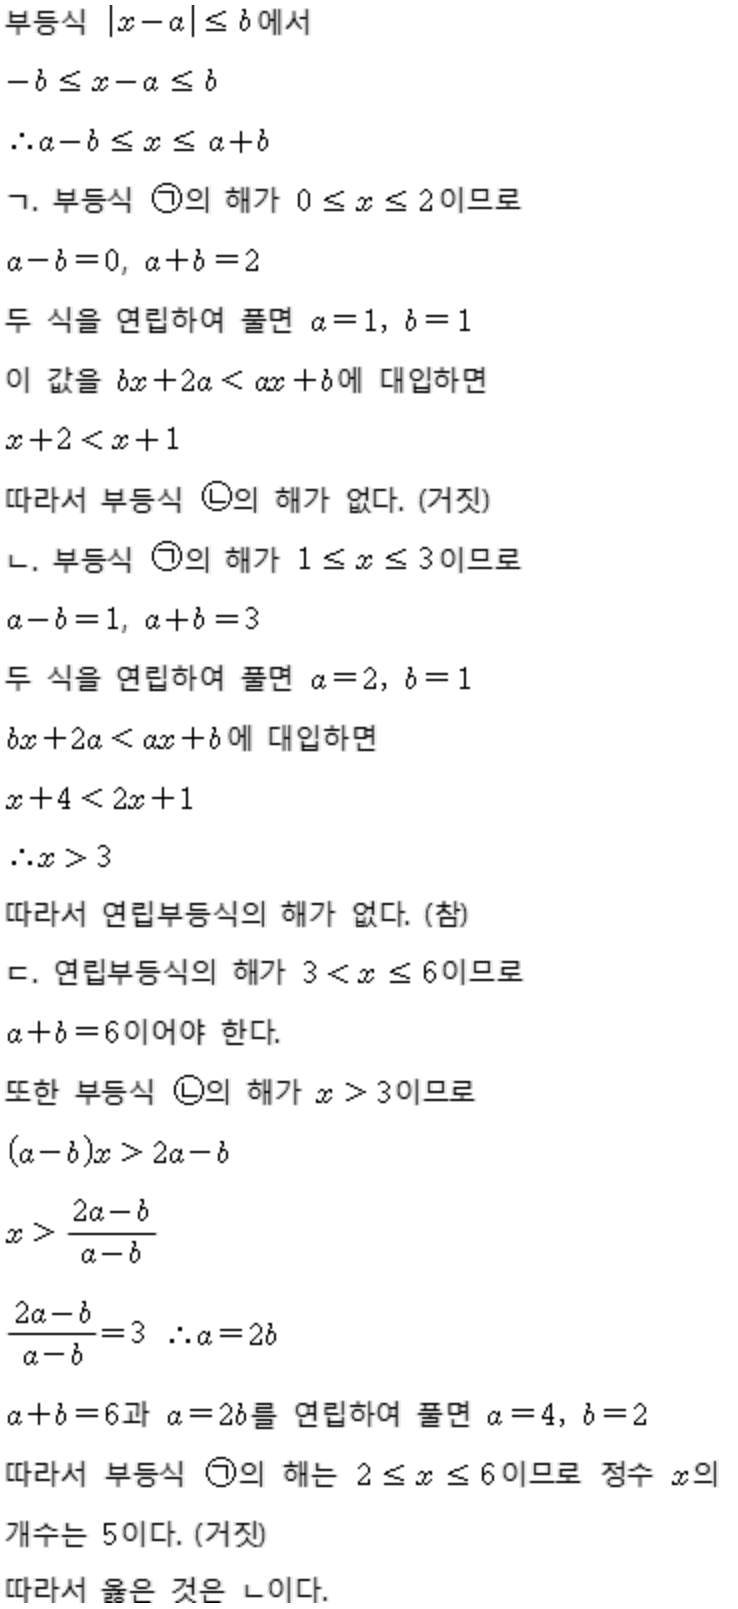 부등식 |x-a| ≤ b에서
-b ≤ x-a ≤ b
∴a-b ≤ x ≤ a+b
ㄱ. 부등식 ㉠의 해가 0 ≤ x ≤ 2이므로
a-b=0, a+b=2
두 식을 연립하여 풀면 a=1, b=1
이 값을 bx+2a < ax+b에 대입하면
x+2 < x+1
따라서 부등식 ㉡의 해가 없다. (거짓)
ㄴ. 부등식 ㉠의 해가 1 ≤ x ≤ 3이므로
a-b=1, a+b=3
두 식을 연립하여 풀면 a=2, b=1
bx+2a < ax+b에 대입하면
x+4 < 2x+1
∴x > 3
따라서 연립부등식의 해가 없다. (참)
ㄷ. 연립부등식의 해가 3 < x ≤ 6이므로
a+b=6이어야 한다.
또한 부등식 ㉡의 해가 x > 3이므로
(a-b)x > 2a-b
x > \frac{2a-b}{a-b}
\frac{2a-b}{a-b}=3 ∴a=2b
a+b=6과 a=2b를 연립하여 풀면 a=4, b=2
따라서 부등식 ㉠의 해는 2 ≤ x ≤ 6이므로 정수 x의
개수는 5이다. (거짓)
따라서 옳은 것은 ㄴ이다.